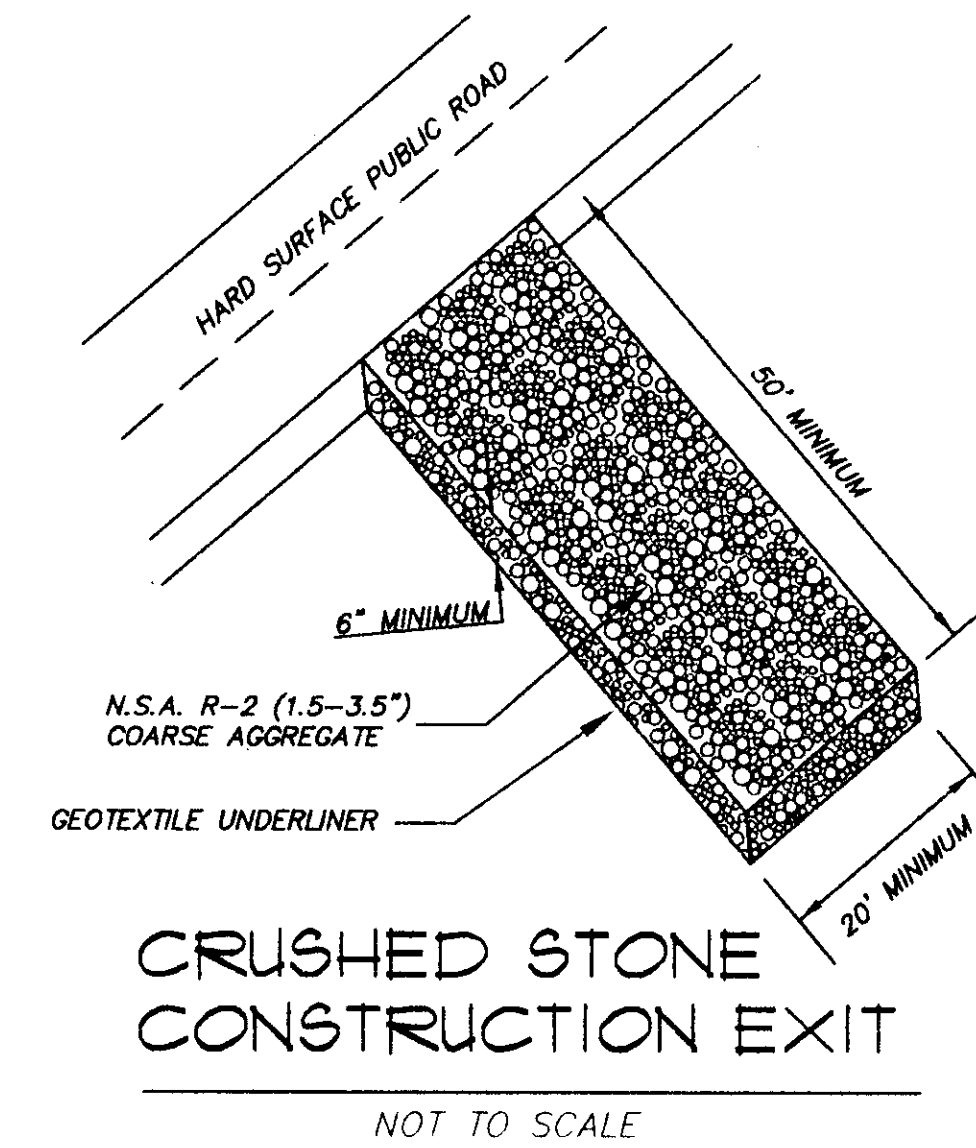 HARD SURFACE PUBLIC ROAD
50' MINIMUM
6" MINIMUM
N.S.A. R-2 (1.5-3.5")
COARSE AGGREGATE
GEOTEXTILE UNDERLINER
20' MINIMUM
CRUSHED STONE
CONSTRUCTION EXIT
NOT TO SCALE